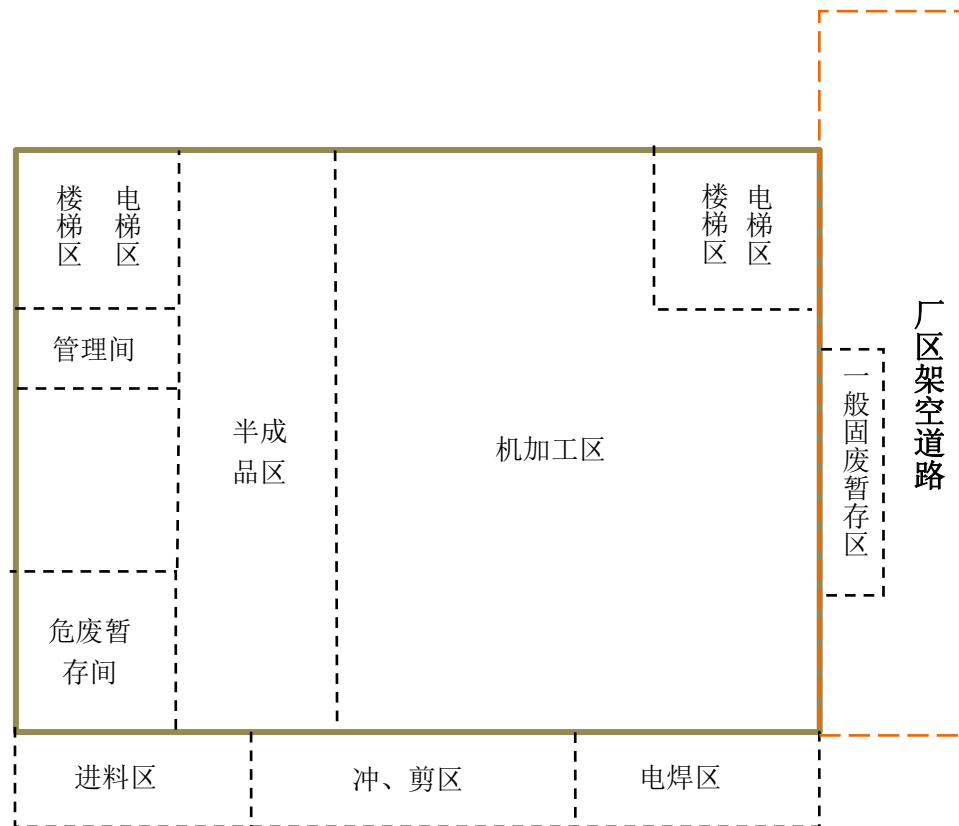 楼梯区
电梯区
楼梯区
电梯区
管理间
半成
品区
机加工区
一般固废暂存区
厂区架空道路
危废暂
存间
进料区
冲、剪区
电焊区